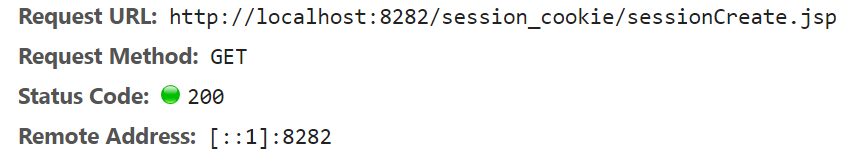 Request URL: http://localhost:8282/session_cookie/sessionCreate.jsp
Request Method: GET
Status Code: 200
Remote Address: [::1]:8282